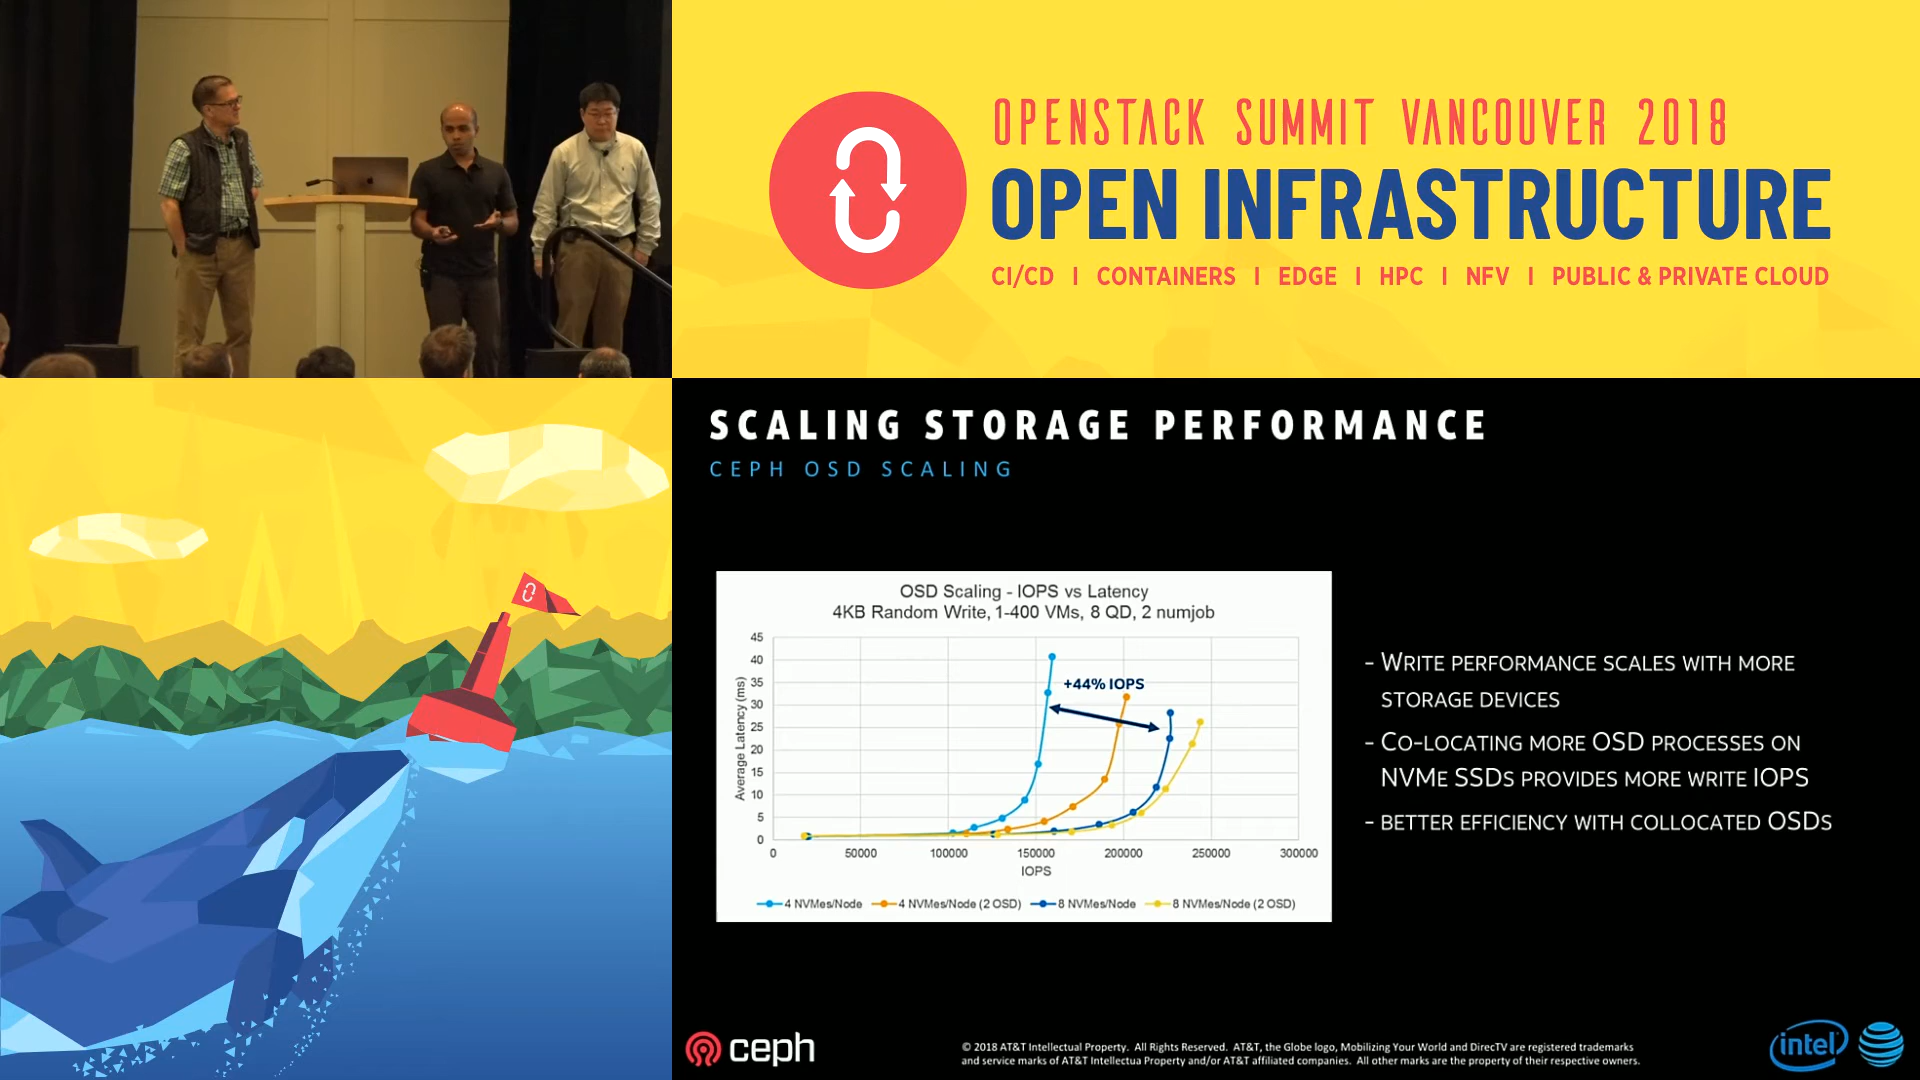 OPENSTACK SUMMIT VANCOUVER 2018
OPEN INFRASTRUCTURE
CI/CD | CONTAINERS | EDGE | HPC | NFV | PUBLIC & PRIVATE CLOUD
SCALING STORAGE PERFORMANCE
CEPH OSD SCALING
OSD Scaling - IOPS vs Latency
4KB Random Write, 1-400 VMs, 8 QD, 2 numjob
Average Latency (ms)
45
40
35
30
25
20
15
10
5
0
+44% IOPS
0 50000 100000 150000 200000 250000 300000
IOPS
4 NVMes/Node 4 NVMes/Node (2 OSD) 8 NVMes/Node 8 NVMes/Node (2 OSD)
- WRITE PERFORMANCE SCALES WITH MORE
STORAGE DEVICES
- CO-LOCATING MORE OSD PROCESSES ON
NVME SSDS PROVIDES MORE WRITE IOPS
- BETTER EFFICIENCY WITH COLLOCATED OSDS
ceph
© 2018 AT&T Intellectual Property. All Rights Reserved. AT&T, the Globe logo, Mobilizing Your World and DirecTV are registered trademarks
and service marks of AT&T Intellectua Property and/or AT&T affiliated companies. All other marks are the property of their respective owners.
intel